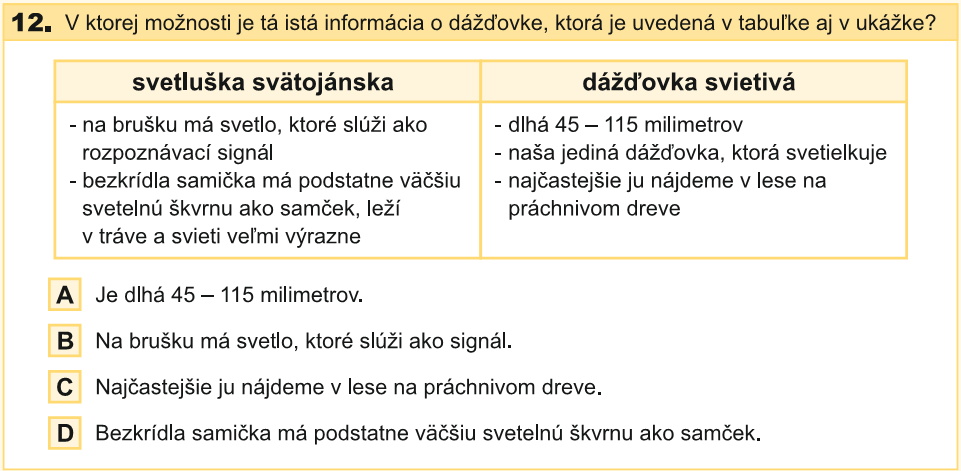 12. V ktorej možnosti je tá istá informácia o dážďovke, ktorá je uvedená v tabuľke aj v ukážke?
svetluška svätojánska
- na brušku má svetlo, ktoré slúži ako
rozpoznávací signál
- bezkrídla samička má podstatne väčšiu
svetelnú škvrnu ako samček, leží
v tráve a svieti veľmi výrazne
dážďovka svietivá
- dlhá 45 – 115 milimetrov
- naša jediná dážďovka, ktorá svetielkuje
- najčastejšie ju nájdeme v lese na
práchnivom dreve
A Je dlhá 45 – 115 milimetrov.
B Na brušku má svetlo, ktoré slúži ako signál.
C Najčastejšie ju nájdeme v lese na práchnivom dreve.
D Bezkrídla samička má podstatne väčšiu svetelnú škvrnu ako samček.